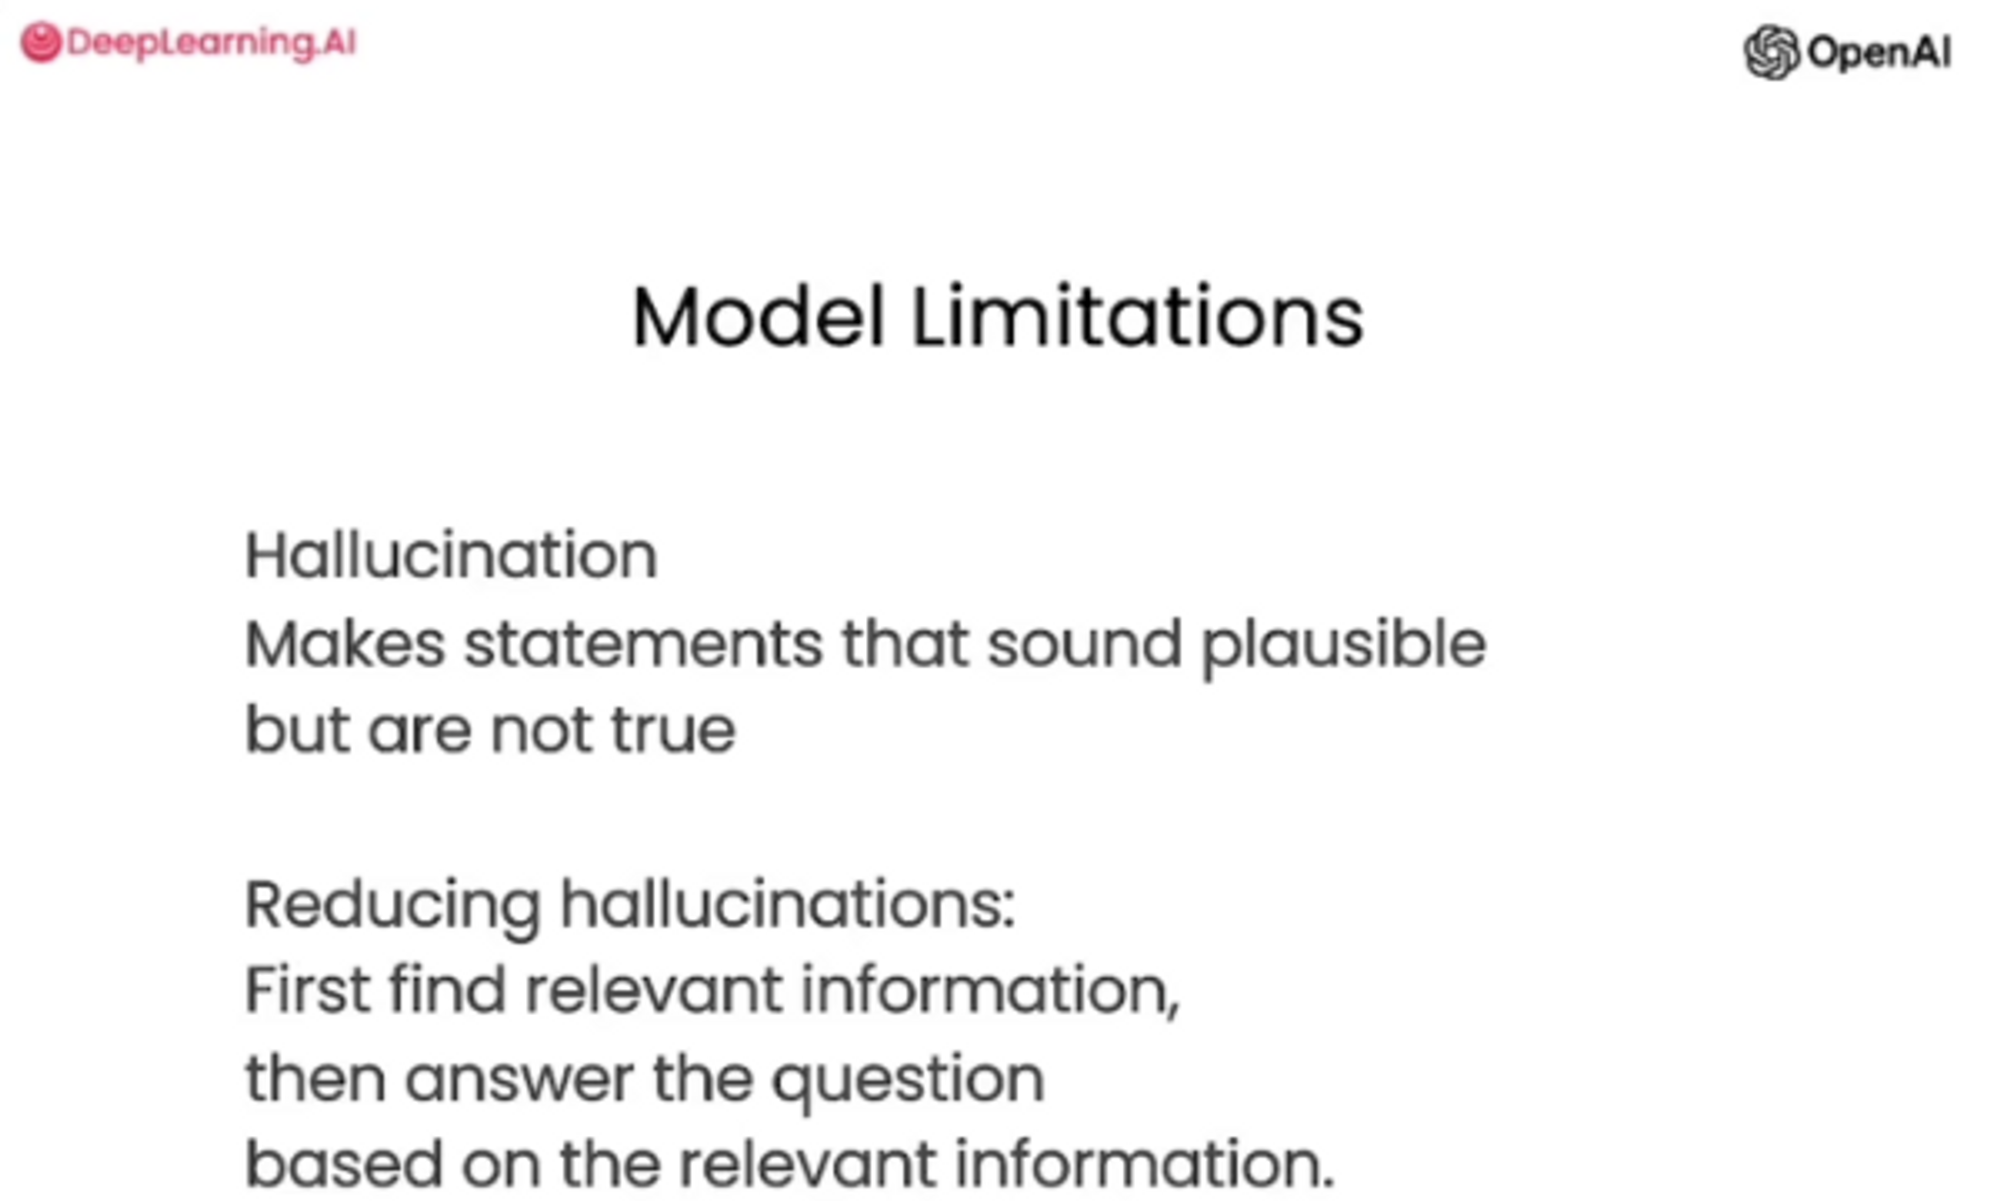 DeepLearning.AI
OpenAI
Model Limitations
Hallucination
Makes statements that sound plausible
but are not true
Reducing hallucinations:
First find relevant information,
then answer the question
based on the relevant information.